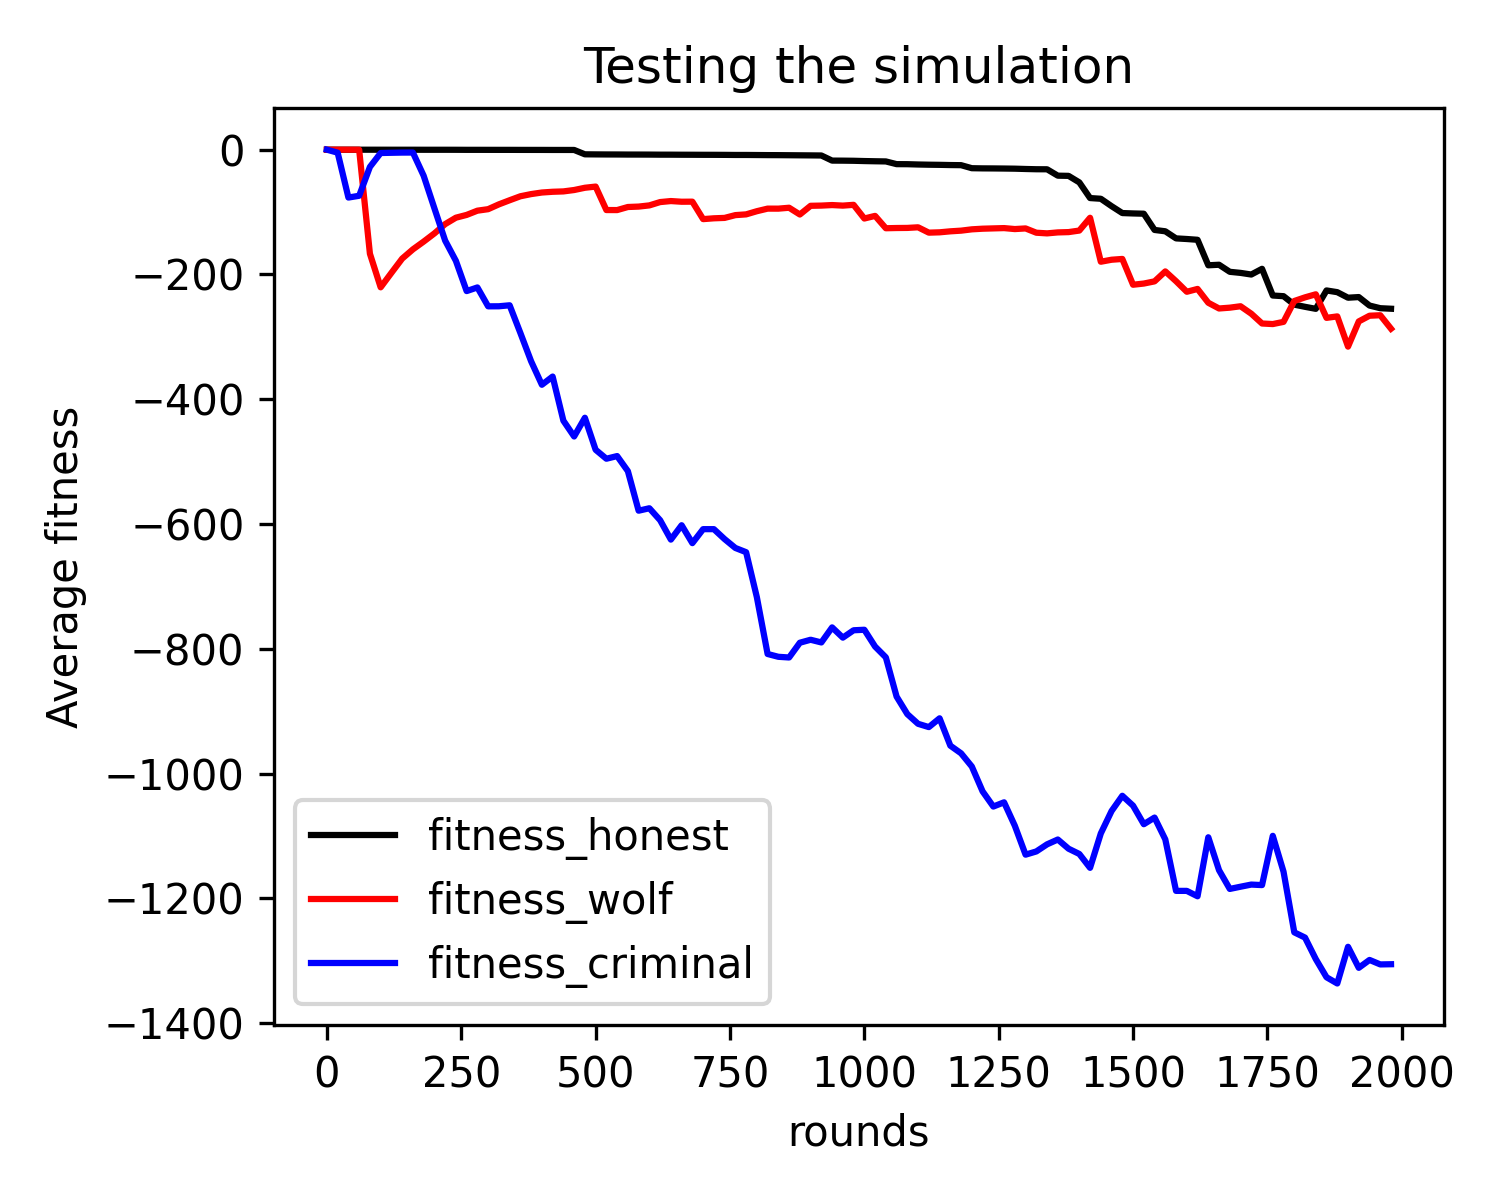 Testing the simulation
Average fitness
0
−200
−400
−600
−800
−1000
−1200
−1400
fitness_honest
fitness_wolf
fitness_criminal
0 250 500 750 1000 1250 1500 1750 2000
rounds